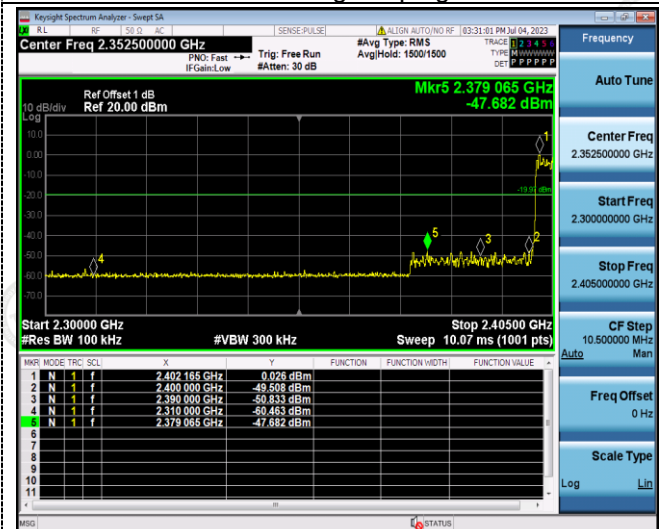 Keysight Spectrum Analyzer - Swept SA
RL RF 50 Ω AC SENSE:PULSE ALIGN AUTO/NO RF 03:31:01 PM Jul 04, 2023
Center Freq 2.352500000 GHz
PNO: Fast
IFGain:Low
Trig: Free Run
#Atten: 30 dB
#Avg Type: RMS
Avg|Hold: 1500/1500
TRACE 1 2 3 4 5 6
TYPE M W W W W W
DET P P P P P P
Ref Offset 1 dB
10 dB/div Ref 20.00 dBm
Log
Mkr5 2.379 065 GHz
-47.682 dBm
10.0
0.00
-10.0
-20.0
-30.0
-40.0
-50.0
-60.0
-70.0
1
2
3
4
5
Start 2.30000 GHz Stop 2.40500 GHz
#Res BW 100 kHz #VBW 300 kHz Sweep 10.07 ms (1001 pts)
MKR MODE TRC SCL X Y FUNCTION FUNCTION WIDTH FUNCTION VALUE
1 N 1 f 2.402 165 GHz 0.026 dBm
2 N 1 f 2.400 000 GHz -49.508 dBm
3 N 1 f 2.390 000 GHz -50.833 dBm
4 N 1 f 2.310 000 GHz -60.463 dBm
5 N 1 f 2.379 065 GHz -47.682 dBm
6
7
8
9
10
11
MSG STATUS
Frequency
Auto Tune
Center Freq
2.352500000 GHz
Start Freq
2.300000000 GHz
Stop Freq
2.405000000 GHz
CF Step
10.500000 MHz
Auto Man
Freq Offset
0 Hz
Scale Type
Log Lin